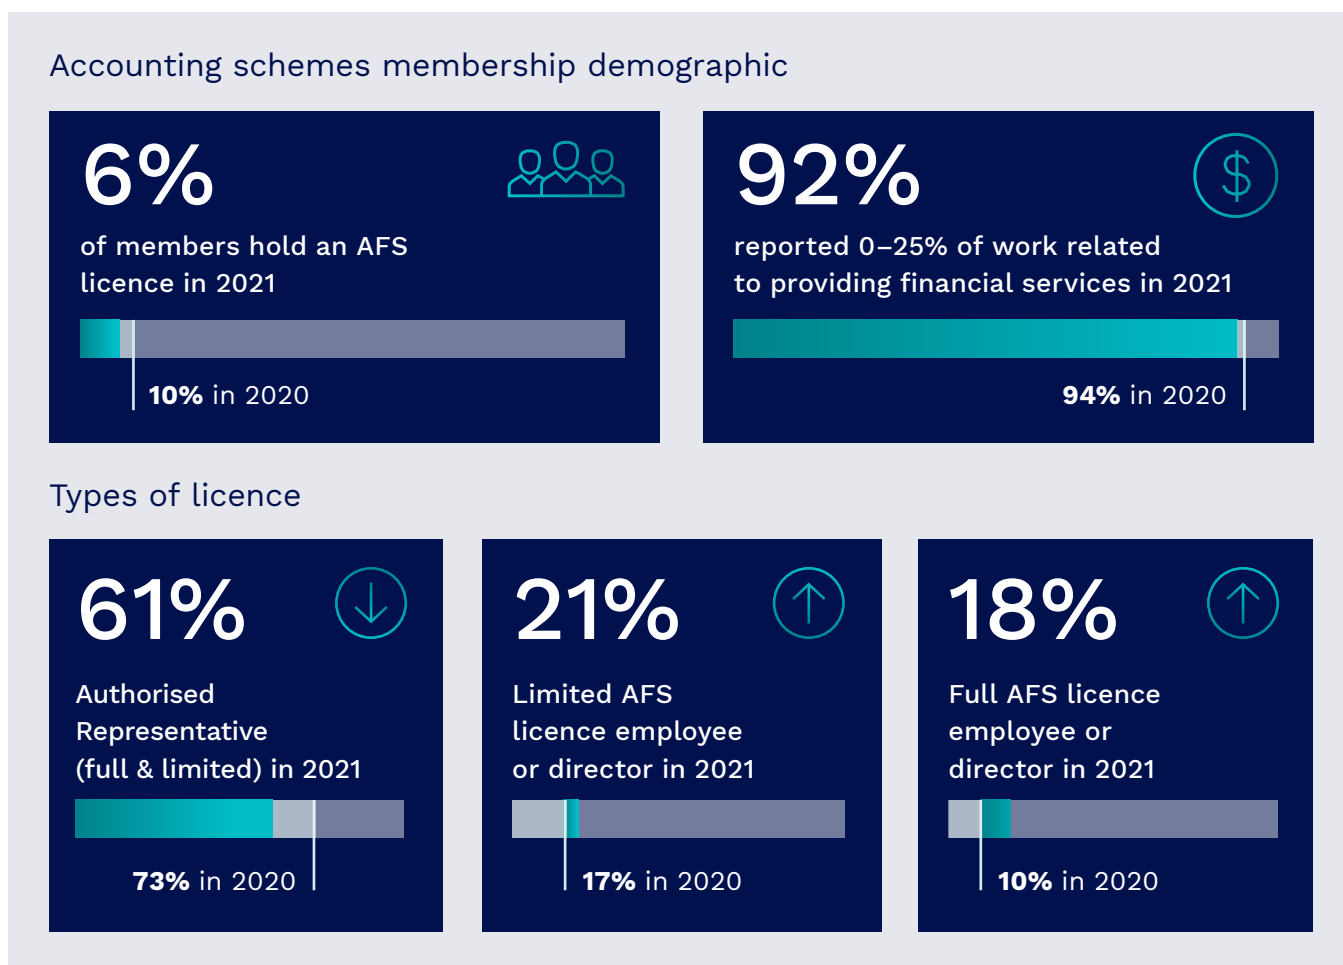 Accounting schemes membership demographic
6%
of members hold an AFS
licence in 2021
10% in 2020
92%
$
reported 0–25% of work related
to providing financial services in 2021
94% in 2020
Types of licence
61%
Authorised
Representative
(full & limited) in 2021
73% in 2020
21%
Limited AFS
licence employee
or director in 2021
17% in 2020
18%
Full AFS licence
employee or
director in 2021
10% in 2020